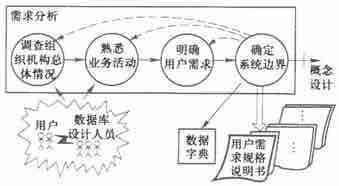 需求分析
调查组
织机构总
体情况
熟悉
业务活动
明确
用户需求
确定
系统边界
概念
设计
用户
数据库
设计人员
数据
字典
用户需
求规格
说明书